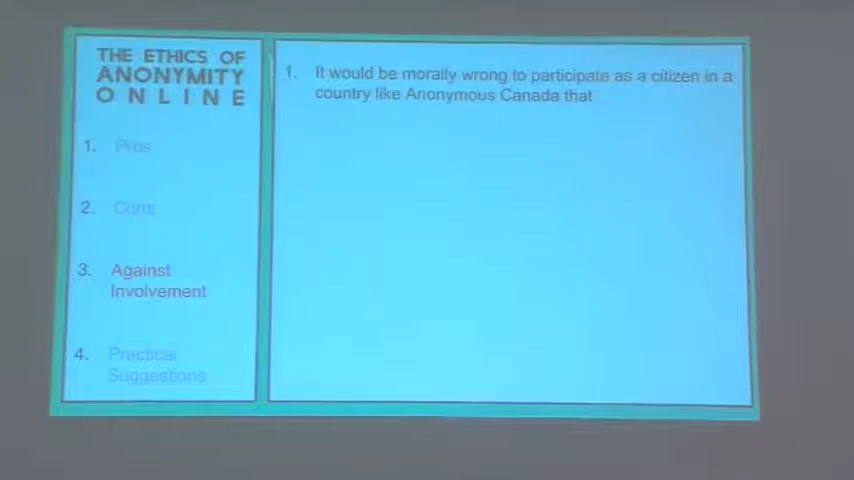 THE ETHICS OF
ANONYMITY
ONLINE
1. Pros
2. Cons
3. Against
Involvement
4. Practical
Suggestions
1. It would be morally wrong to participate as a citizen in a
country like Anonymous Canada that